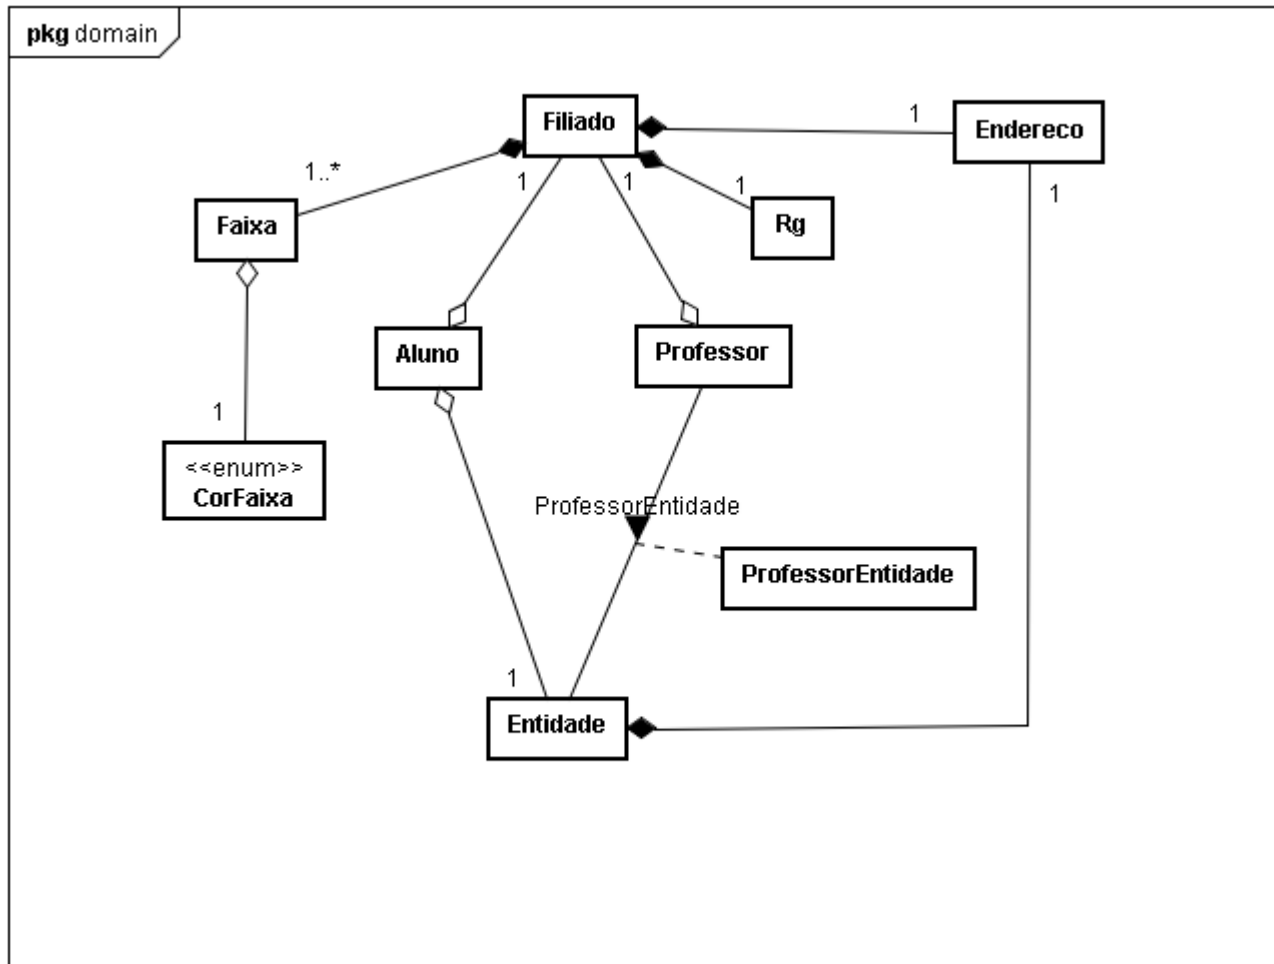 pkg domain
Filiado
1
Endereco
1..*
1
1
1
1
Faixa
Rg
Aluno
Professor
1
<<enum>>
CorFaixa
ProfessorEntidade
ProfessorEntidade
1
Entidade